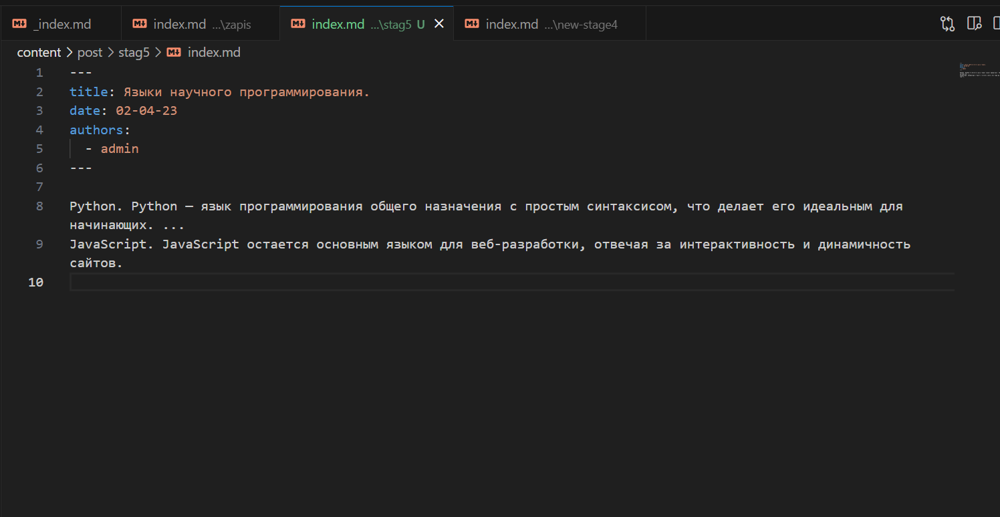 _index.md index.md ...\zapis index.md ...\stag5 U index.md ...\new-stage4
content > post > stag5 > index.md
1 ---
2 title: Языки научного программирования.
3 date: 02-04-23
4 authors:
5 - admin
6 ---
7
8 Python. Python — язык программирования общего назначения с простым синтаксисом, что делает его идеальным для
начинающих. ...
9 JavaScript. JavaScript остается основным языком для веб-разработки, отвечая за интерактивность и динамичность
сайтов.
10